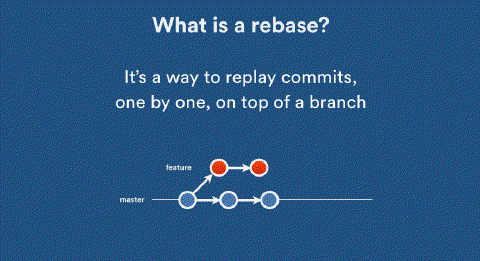 What is a rebase?
It's a way to replay commits,
one by one, on top of a branch
feature
master